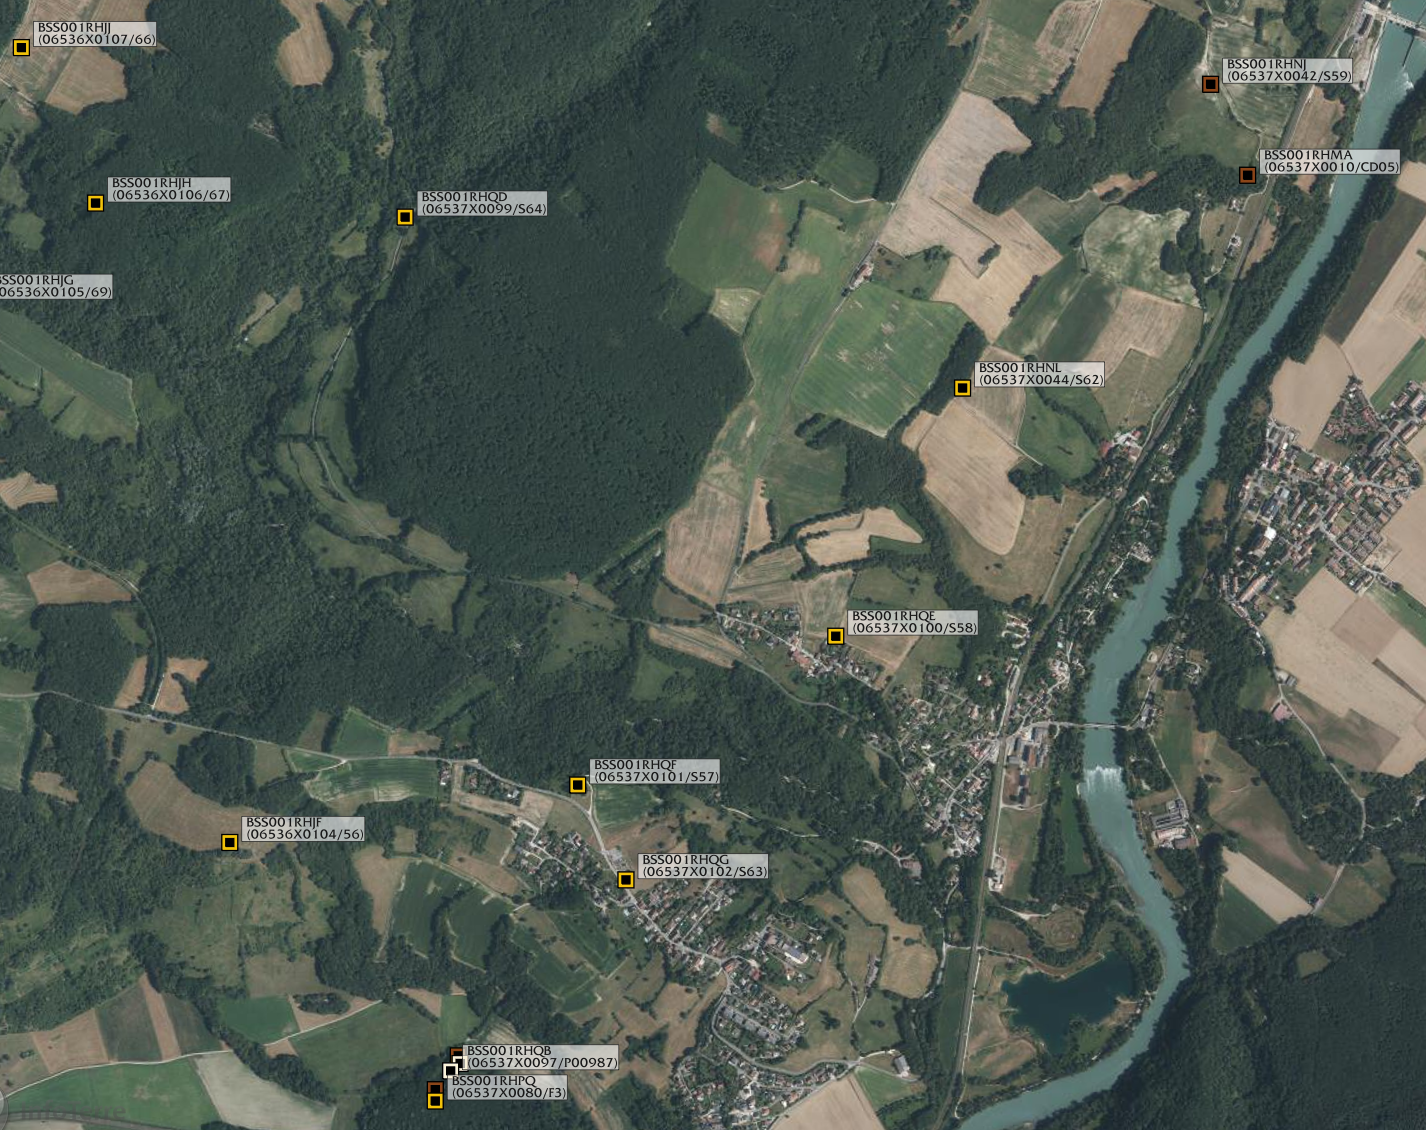 BSS001RHJJ
(06536X0107/66)
BSS001RHNJ
(06537X0042/S59)
BSS001RHMA
(06537X0010/CD05)
BSS001RHJH
(06536X0106/67)
BSS001RHQD
(06537X0099/S64)
BSS001RHJG
06536X0105/69)
BSS001RHNL
(06537X0044/S62)
BSS001RHQE
(06537X0100/S58)
BSS001RHQF
(06537X0101/S57)
BSS001RHJF
(06536X0104/56)
BSS001RHQG
(06537X0102/S63)
BSS001RHQB
(06537X0097/P00987)
BSS001RHPQ
(06537X0080/F3)